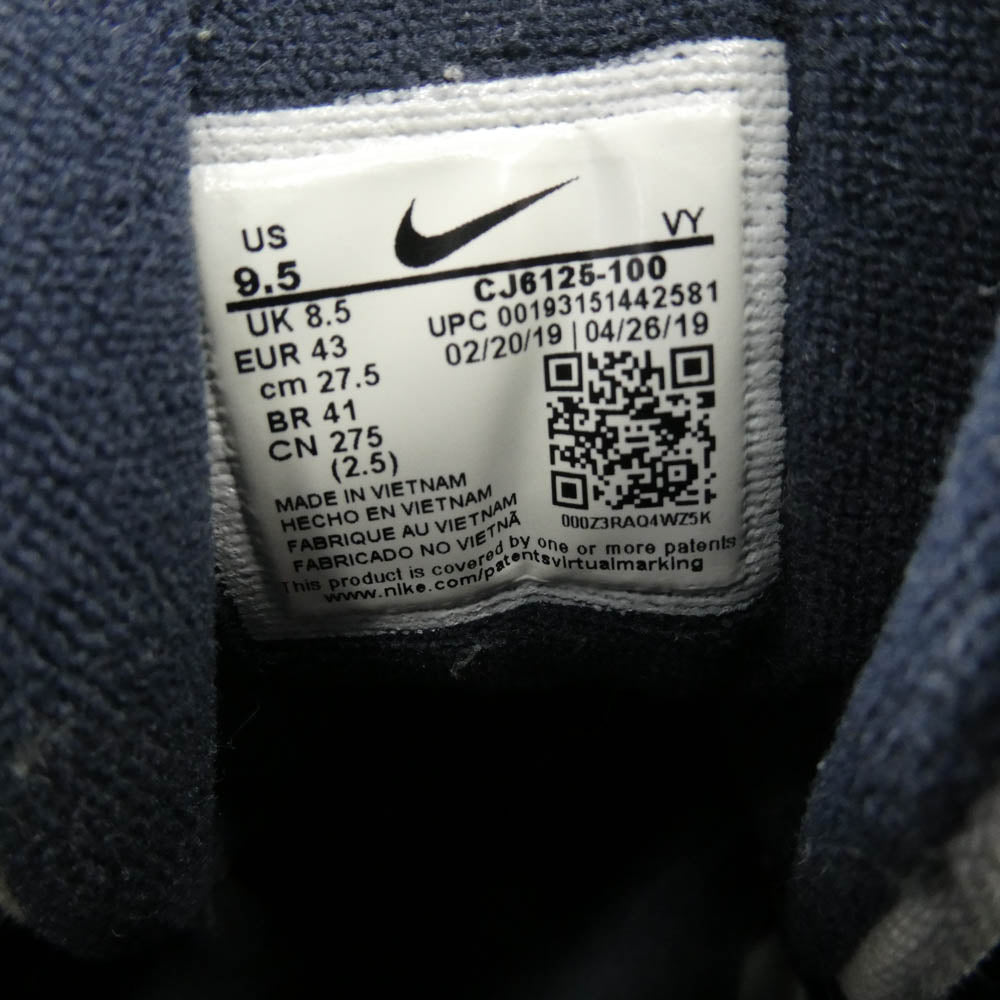 US VY
9.5 CJ6125-100
UK 8.5 UPC 00193151442581
EUR 43 02/20/19 | 04/26/19
cm 27.5
BR 41
CN 275
(2.5)
MADE IN VIETNAM
HECHO EN VIETNAM
FABRIQUE AU VIETNAM
FABRICADO NO VIETNÃ
000Z3RAQ4WZ5K
This product is covered by one or more patents
www.nike.com/patentsvirtualmarking